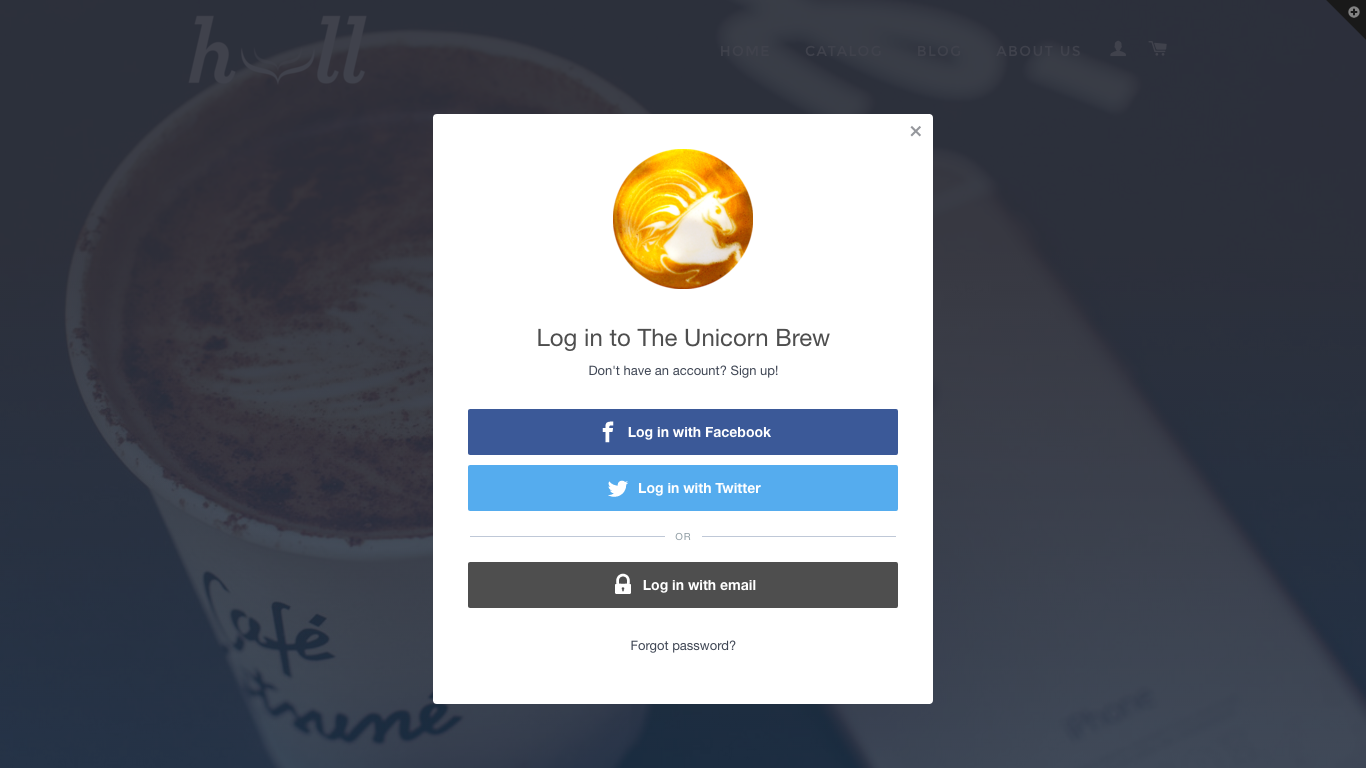 hull
HOME CATALOG BLOG ABOUT US
Log in to The Unicorn Brew
Don't have an account? Sign up!
Log in with Facebook
Log in with Twitter
OR
Log in with email
Forgot password?
Café
iPhone